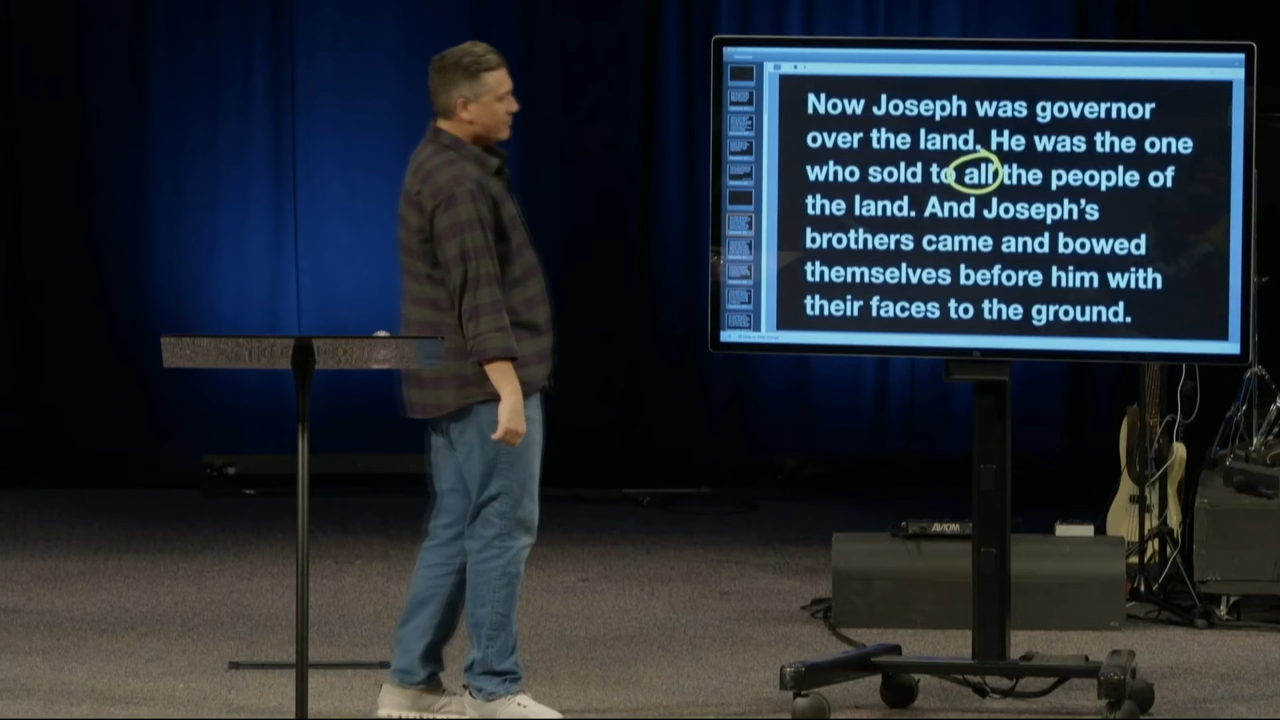 Now Joseph was governor
over the land. He was the one
who sold to all the people of
the land. And Joseph's
brothers came and bowed
themselves before him with
their faces to the ground.
AVIOM